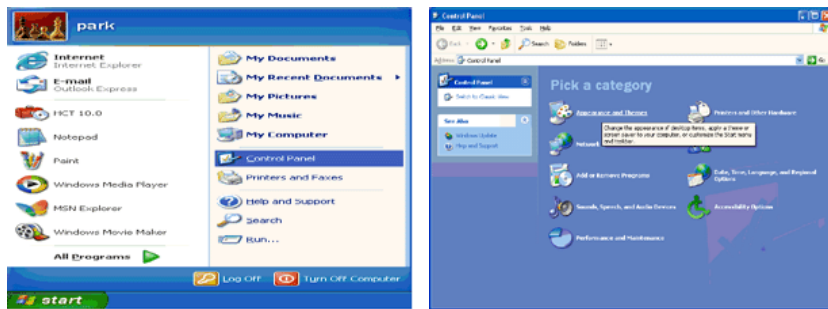 park
Internet
Internet Explorer
E-mail
Outlook Express
HCT 10.0
Notepad
Paint
Windows Media Player
MSN Explorer
Windows Movie Maker
All Programs
My Documents
My Recent Documents
My Pictures
My Music
My Computer
Control Panel
Printers and Faxes
Help and Support
Search
Run...
Log Off Turn Off Computer
start
Control Panel
File Edit View Favorites Tools Help
Back Search Folders
Address Control Panel Go
Control Panel
Switch to Classic View
See Also
Windows Update
Help and Support
Pick a category
Appearance and Themes
Printers and Other Hardware
Change the appearance of desktop items, apply a theme or
screen saver to your computer, or customize the Start menu
and taskbar.
Network
Add or Remove Programs
Date, Time, Language, and Regional
Options
Sounds, Speech, and Audio Devices
Accessibility Options
Performance and Maintenance